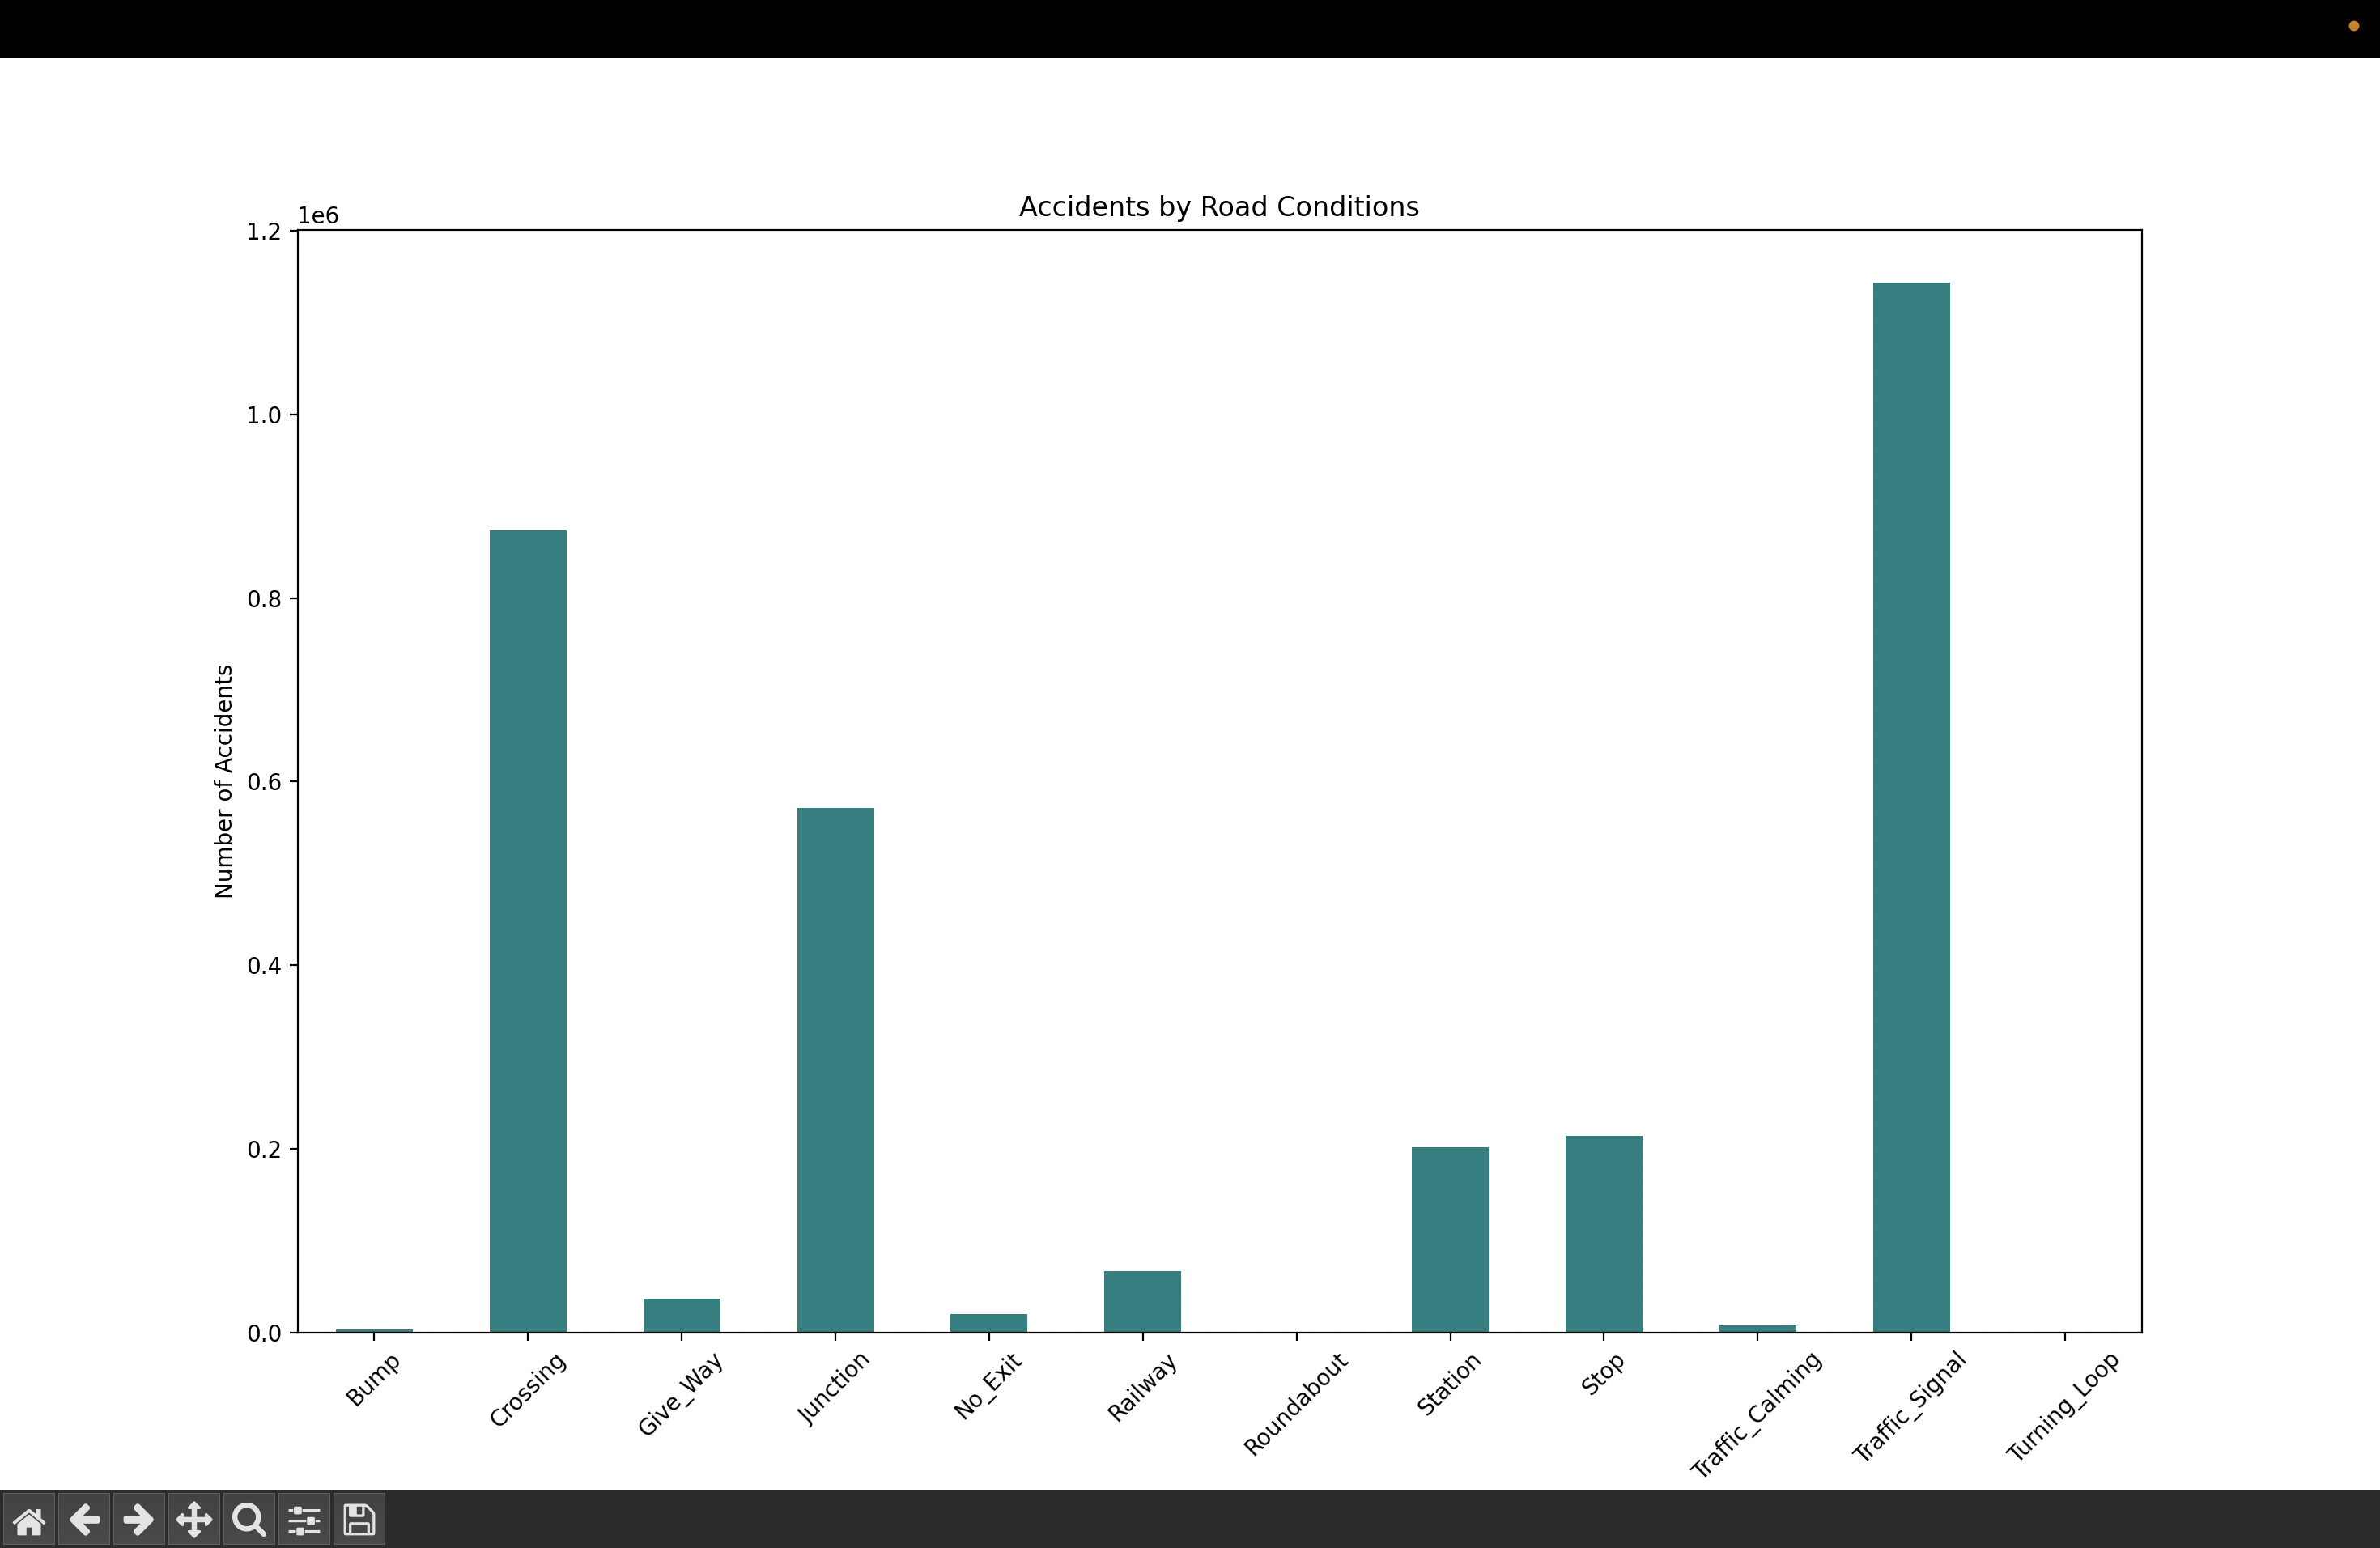 Accidents by Road Conditions
1e6
1.2
1.0
0.8
0.6
0.4
0.2
0.0
Number of Accidents
Bump
Crossing
Give_Way
Junction
No_Exit
Railway
Roundabout
Station
Stop
Traffic_Calming
Traffic_Signal
Turning_Loop